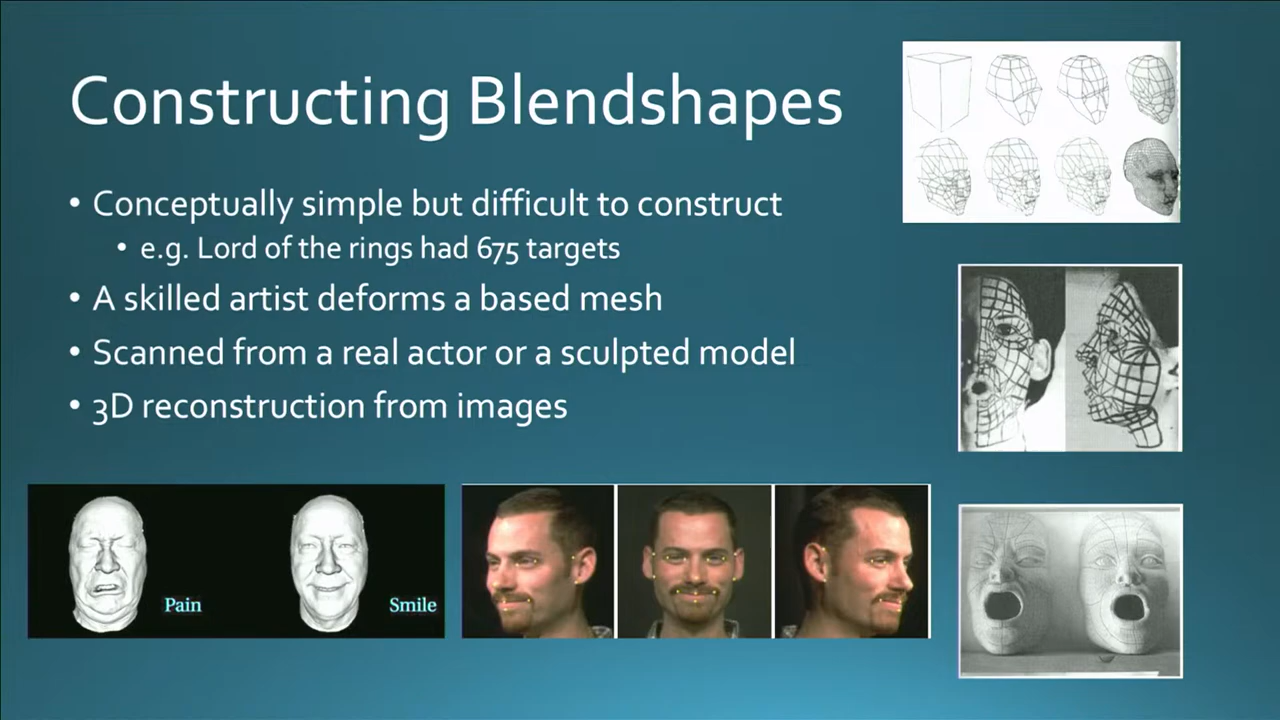 Constructing Blendshapes
• Conceptually simple but difficult to construct
• e.g. Lord of the rings had 675 targets
• A skilled artist deforms a based mesh
• Scanned from a real actor or a sculpted model
• 3D reconstruction from images
Pain
Smile